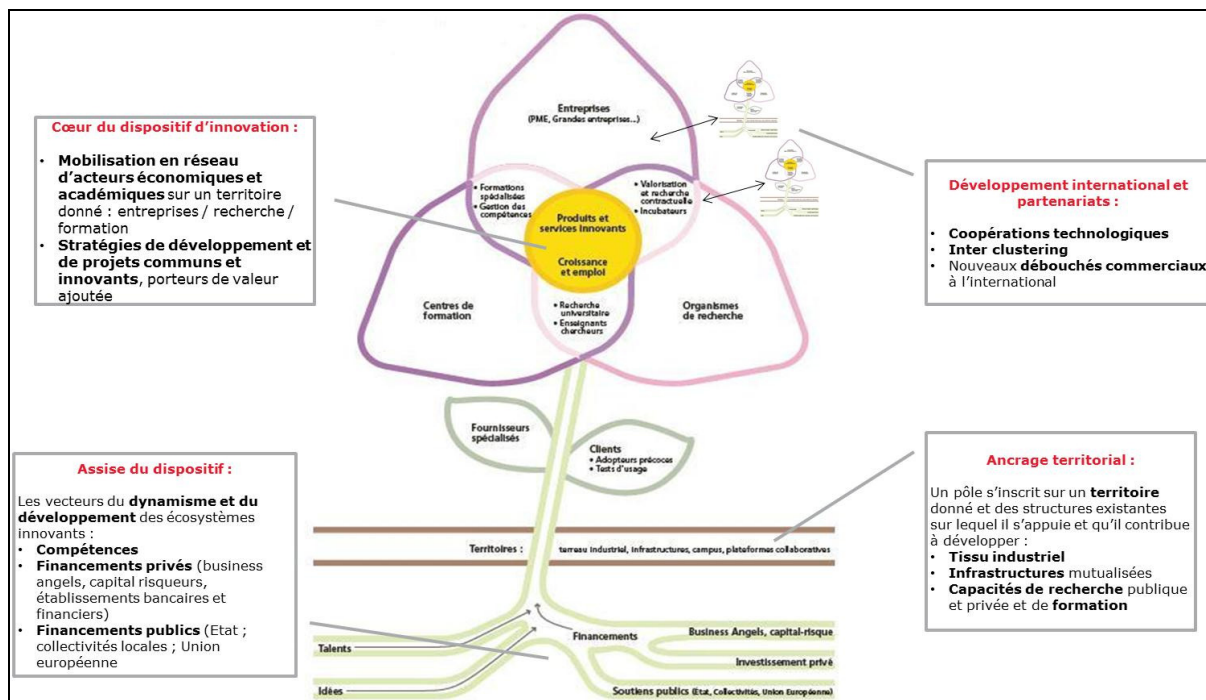 Cœur du dispositif d'innovation :
• Mobilisation en réseau
d'acteurs économiques et
académiques sur un territoire
donné : entreprises / recherche /
formation
• Stratégies de développement et
de projets communs et
innovants, porteurs de valeur
ajoutée
Entreprises
(PME, Grandes entreprises...)
• Formations
spécialisées
• Gestion des
compétences
• Valorisation
et recherche
contractuelle
• Incubateurs
Produits et
services innovants
Croissance
et emploi
Centres de
formation
• Recherche
universitaire
• Enseignants
chercheurs
Organismes
de recherche
Développement international et
partenariats :
• Coopérations technologiques
• Inter clustering
• Nouveaux débouchés commerciaux
à l'international
Fournisseurs
spécialisés
Clients
• Adopteurs précoces
• Tests d'usage
Assise du dispositif :
Les vecteurs du dynamisme et du
développement des écosystèmes
innovants :
• Compétences
• Financements privés (business
angels, capital risqueurs,
établissements bancaires et
financiers)
• Financements publics (Etat ;
collectivités locales ; Union
européenne
Territoires : terreau industriel, infrastructures, campus, plateformes collaboratives
Talents
Idées
Financements
Business Angels, capital-risque
Investissement privé
Soutiens publics (État, Collectivités, Union Européenne)
Ancrage territorial :
Un pôle s'inscrit sur un territoire
donné et des structures existantes
sur lequel il s'appuie et qu'il contribue
à développer :
• Tissu industriel
• Infrastructures mutualisées
• Capacités de recherche publique
et privée et de formation